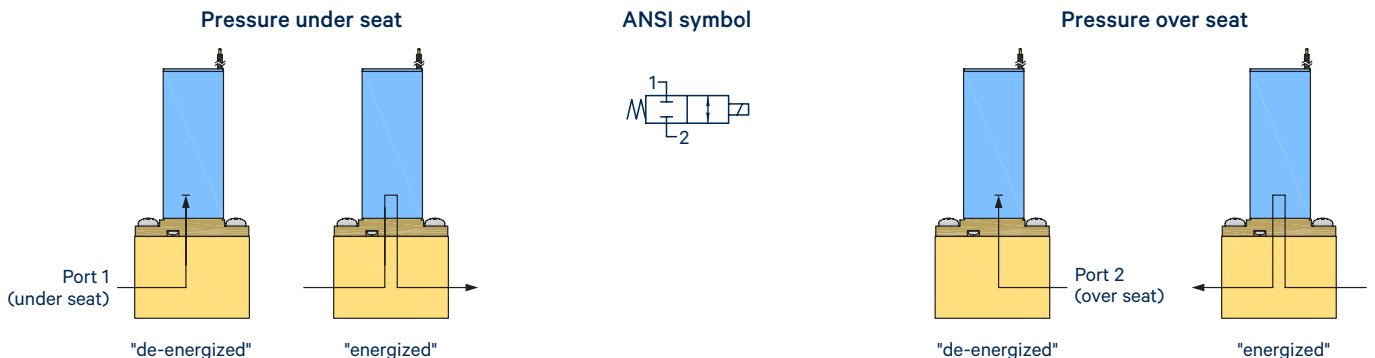 Pressure under seat
ANSI symbol
Pressure over seat
1
2
Port 1
(under seat)
Port 2
(over seat)
"de-energized"
"energized"
"de-energized"
"energized"